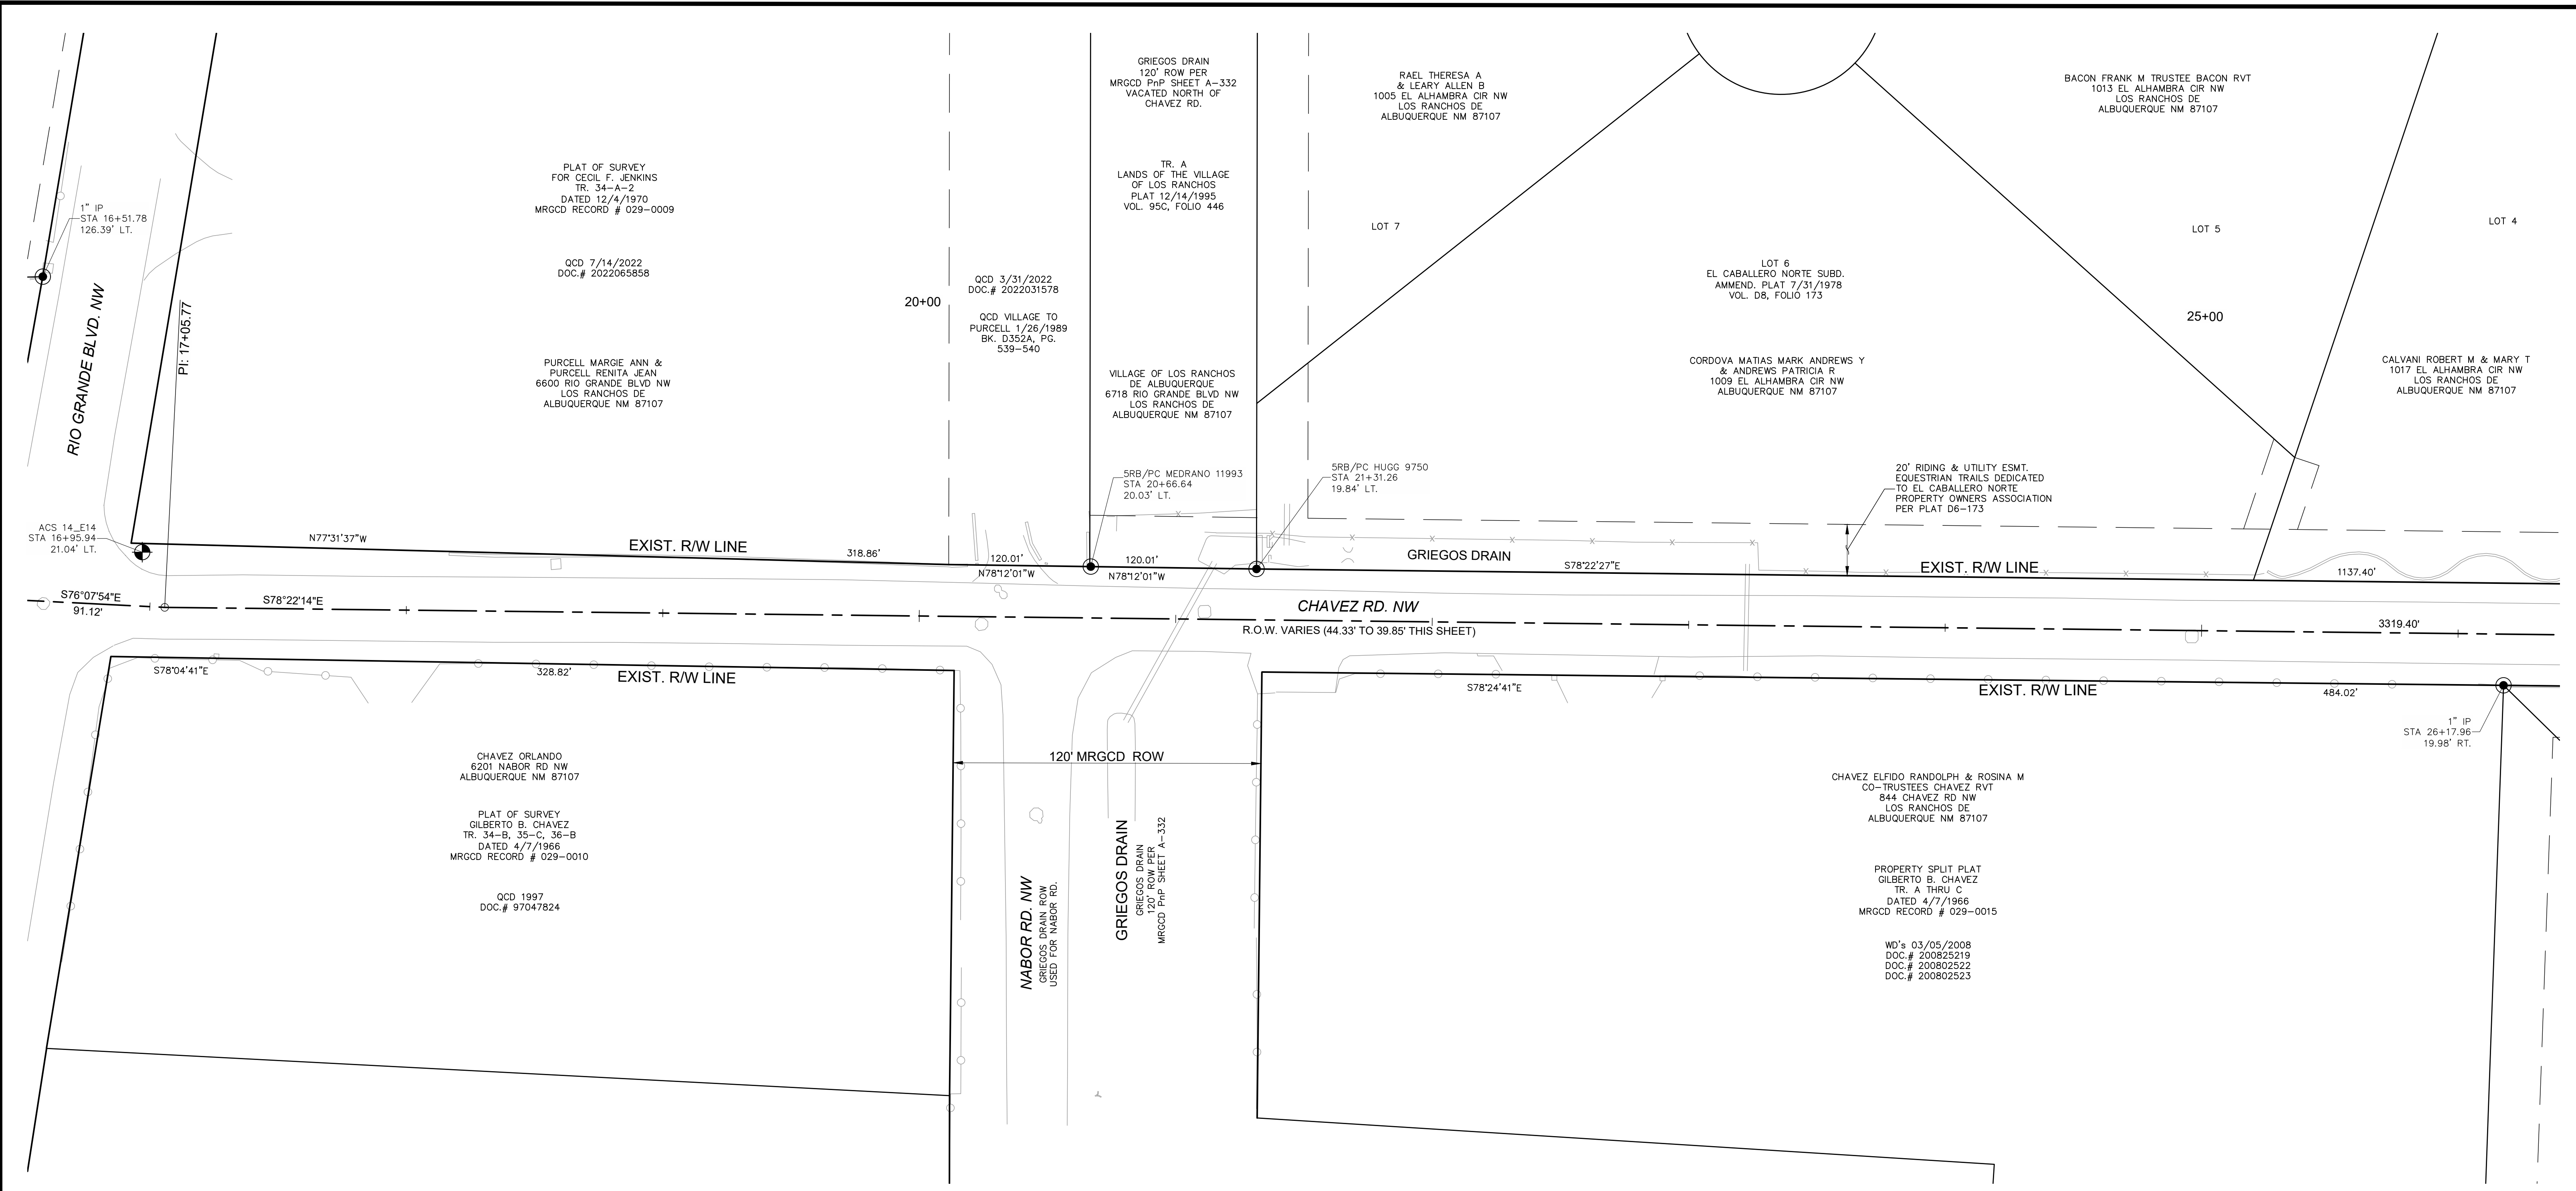 1" IP
STA 16+51.78
126.39' LT.
RIO GRANDE BLVD. NW
PI: 17+05.77
ACS 14_E14
STA 16+95.94
21.04' LT.
PLAT OF SURVEY
FOR CECIL F. JENKINS
TR. 34-A-2
DATED 12/4/1970
MRGCD RECORD # 029-0009
QCD 7/14/2022
DOC.# 2022065858
PURCELL MARGIE ANN &
PURCELL RENITA JEAN
6600 RIO GRANDE BLVD NW
LOS RANCHOS DE
ALBUQUERQUE NM 87107
20+00
QCD 3/31/2022
DOC.# 2022031578
QCD VILLAGE TO
PURCELL 1/26/1989
BK. D352A, PG.
539-540
GRIEGOS DRAIN
120' ROW PER
MRGCD PnP SHEET A-332
VACATED NORTH OF
CHAVEZ RD.
TR. A
LANDS OF THE VILLAGE
OF LOS RANCHOS
PLAT 12/14/1995
VOL. 95C, FOLIO 446
VILLAGE OF LOS RANCHOS
DE ALBUQUERQUE
6718 RIO GRANDE BLVD NW
LOS RANCHOS DE
ALBUQUERQUE NM 87107
5RB/PC MEDRANO 11993
STA 20+66.64
20.03' LT.
RAEL THERESA A
& LEARY ALLEN B
1005 EL ALHAMBRA CIR NW
LOS RANCHOS DE
ALBUQUERQUE NM 87107
LOT 7
5RB/PC HUGG 9750
STA 21+31.26
19.84' LT.
LOT 6
EL CABALLERO NORTE SUBD.
AMMEND. PLAT 7/31/1978
VOL. D8, FOLIO 173
CORDOVA MATIAS MARK ANDREWS Y
& ANDREWS PATRICIA R
1009 EL ALHAMBRA CIR NW
ALBUQUERQUE NM 87107
20' RIDING & UTILITY ESMT.
EQUESTRIAN TRAILS DEDICATED
TO EL CABALLERO NORTE
PROPERTY OWNERS ASSOCIATION
PER PLAT D6-173
BACON FRANK M TRUSTEE BACON RVT
1013 EL ALHAMBRA CIR NW
LOS RANCHOS DE
ALBUQUERQUE NM 87107
LOT 5
25+00
LOT 4
CALVANI ROBERT M & MARY T
1017 EL ALHAMBRA CIR NW
LOS RANCHOS DE
ALBUQUERQUE NM 87107
N77°31'37"W
EXIST. R/W LINE
318.86'
120.01'
N78°12'01"W
120.01'
N78°12'01"W
GRIEGOS DRAIN
S78°22'27"E
EXIST. R/W LINE
1137.40'
S76°07'54"E
91.12'
S78°22'14"E
CHAVEZ RD. NW
R.O.W. VARIES (44.33' TO 39.85' THIS SHEET)
3319.40'
S78°04'41"E
328.82'
EXIST. R/W LINE
S78°24'41"E
EXIST. R/W LINE
484.02'
1" IP
STA 26+17.96
19.98' RT.
CHAVEZ ORLANDO
6201 NABOR RD NW
ALBUQUERQUE NM 87107
PLAT OF SURVEY
GILBERTO B. CHAVEZ
TR. 34-B, 35-C, 36-B
DATED 4/7/1966
MRGCD RECORD # 029-0010
QCD 1997
DOC.# 97047824
120' MRGCD ROW
NABOR RD. NW
GRIEGOS DRAIN ROW
USED FOR NABOR RD.
GRIEGOS DRAIN
GRIEGOS DRAIN
120' ROW PER
MRGCD PnP SHEET A-332
CHAVEZ ELFIDO RANDOLPH & ROSINA M
CO-TRUSTEES CHAVEZ RVT
844 CHAVEZ RD NW
LOS RANCHOS DE
ALBUQUERQUE NM 87107
PROPERTY SPLIT PLAT
GILBERTO B. CHAVEZ
TR. A THRU C
DATED 4/7/1966
MRGCD RECORD # 029-0015
WD's 03/05/2008
DOC.# 200825219
DOC.# 200802522
DOC.# 200802523